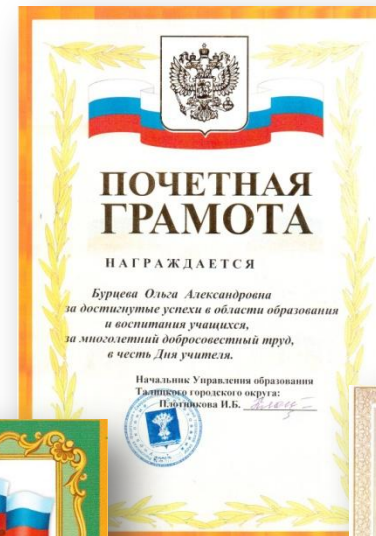 ПОЧЕТНАЯ
ГРАМОТА
НАГРАЖДАЕТСЯ
Бурцева Ольга Александровна
за достигнутые успехи в области образования
и воспитания учащихся,
за многолетний добросовестный труд,
в честь Дня учителя.
Начальник Управления образования
Талицкого городского округа:
Плотникова И.Б.